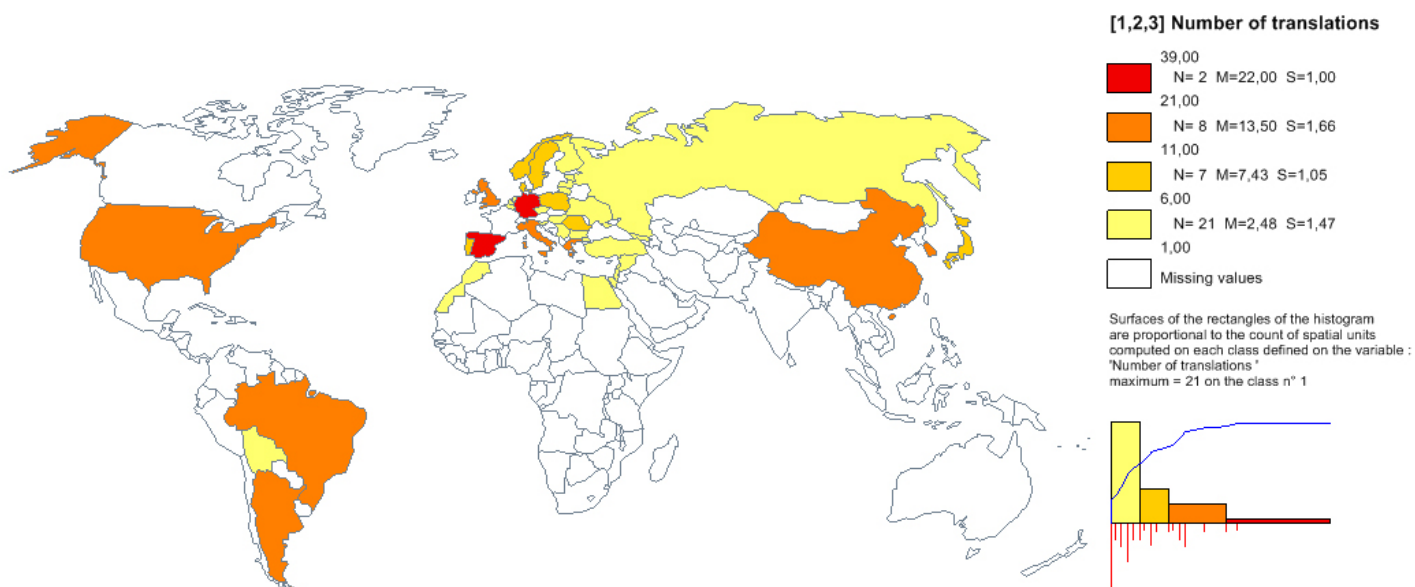 [1,2,3] Number of translations
39,00
N= 2 M=22,00 S=1,00
21,00
N= 8 M=13,50 S=1,66
11,00
N= 7 M=7,43 S=1,05
6,00
N= 21 M=2,48 S=1,47
1,00
Missing values
Surfaces of the rectangles of the histogram
are proportional to the count of spatial units
computed on each class defined on the variable :
'Number of translations '
maximum = 21 on the class n° 1